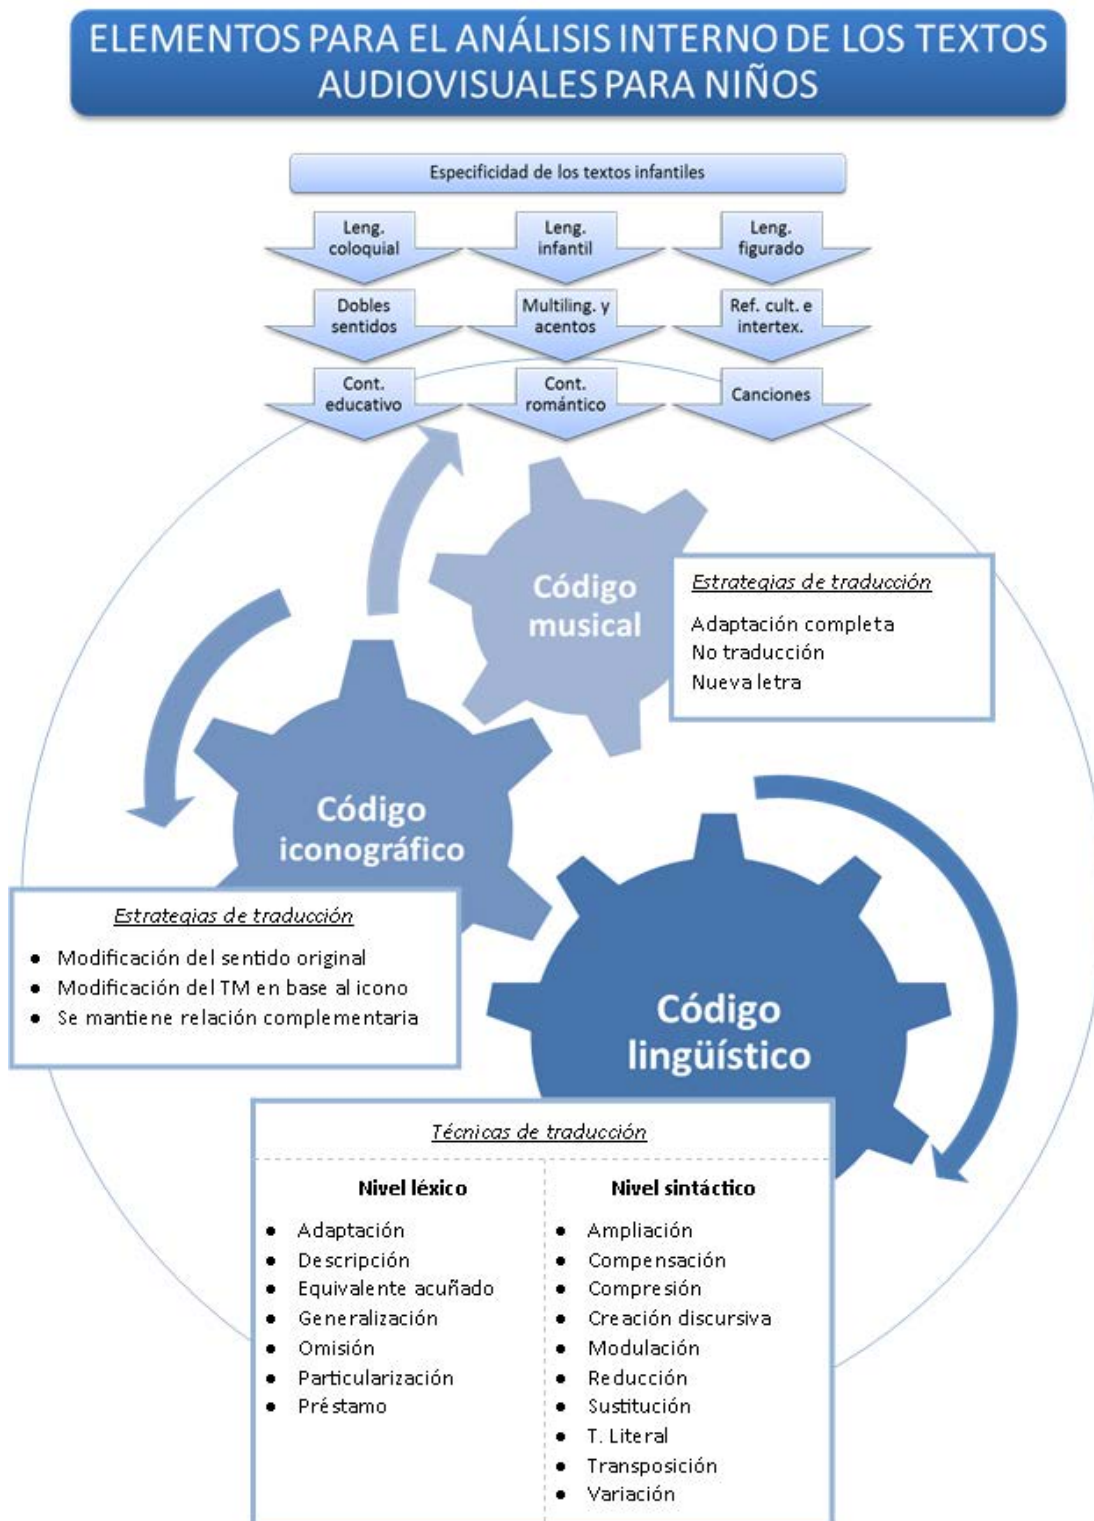 ELEMENTOS PARA EL ANÁLISIS INTERNO DE LOS TEXTOS
AUDIOVISUALES PARA NIÑOS
Especificidad de los textos infantiles
Leng.
coloquial
Leng.
infantil
Leng.
figurado
Dobles
sentidos
Multiling. y
acentos
Ref. cult. e
intertex.
Cont.
educativo
Cont.
romántico
Canciones
Código
musical
Estrategias de traducción
Adaptación completa
No traducción
Nueva letra
Código
iconográfico
Estrategias de traducción
● Modificación del sentido original
● Modificación del TM en base al icono
● Se mantiene relación complementaria
Código
lingüístico
Técnicas de traducción
Nivel léxico
● Adaptación
● Descripción
● Equivalente acuñado
● Generalización
● Omisión
● Particularización
● Préstamo
Nivel sintáctico
● Ampliación
● Compensación
● Compresión
● Creación discursiva
● Modulación
● Reducción
● Sustitución
● T. Literal
● Transposición
● Variación